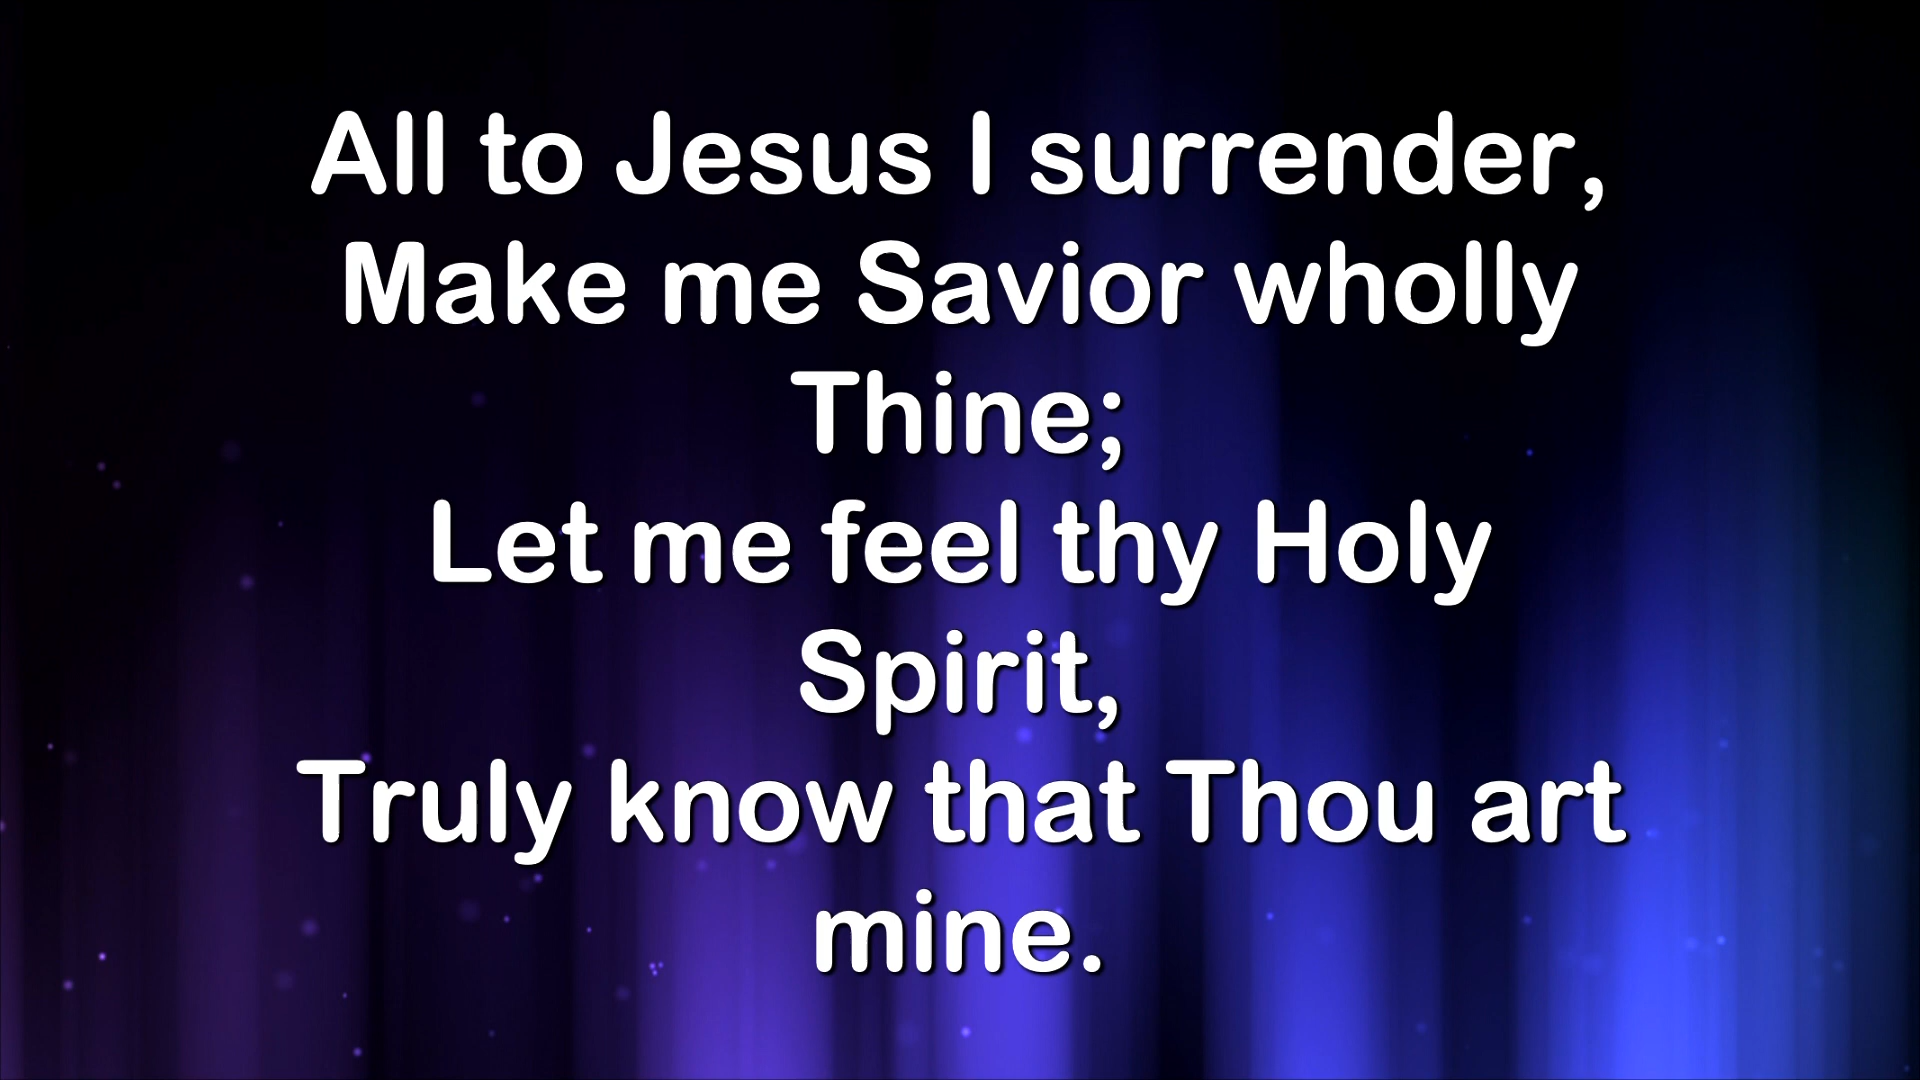 All to Jesus I surrender,
Make me Savior wholly
Thine;
Let me feel thy Holy
Spirit,
Truly know that Thou art
mine.